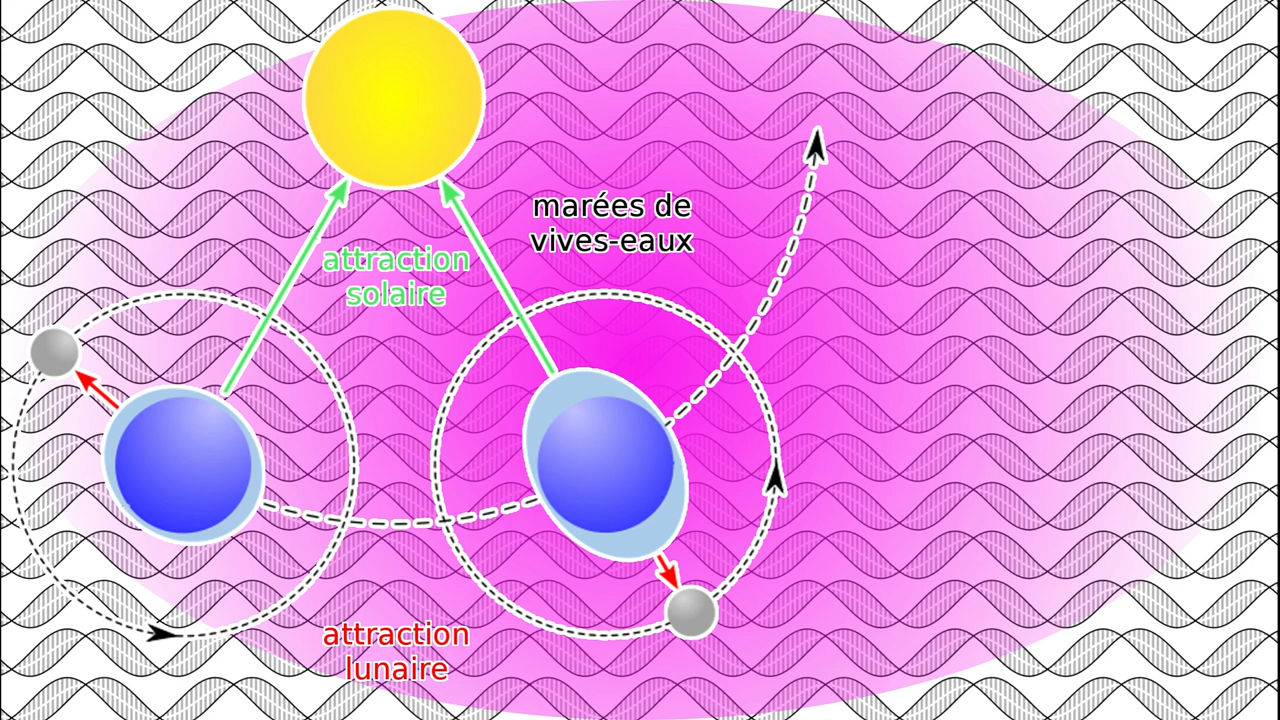 marées de
vives-eaux
attraction
solaire
attraction
lunaire